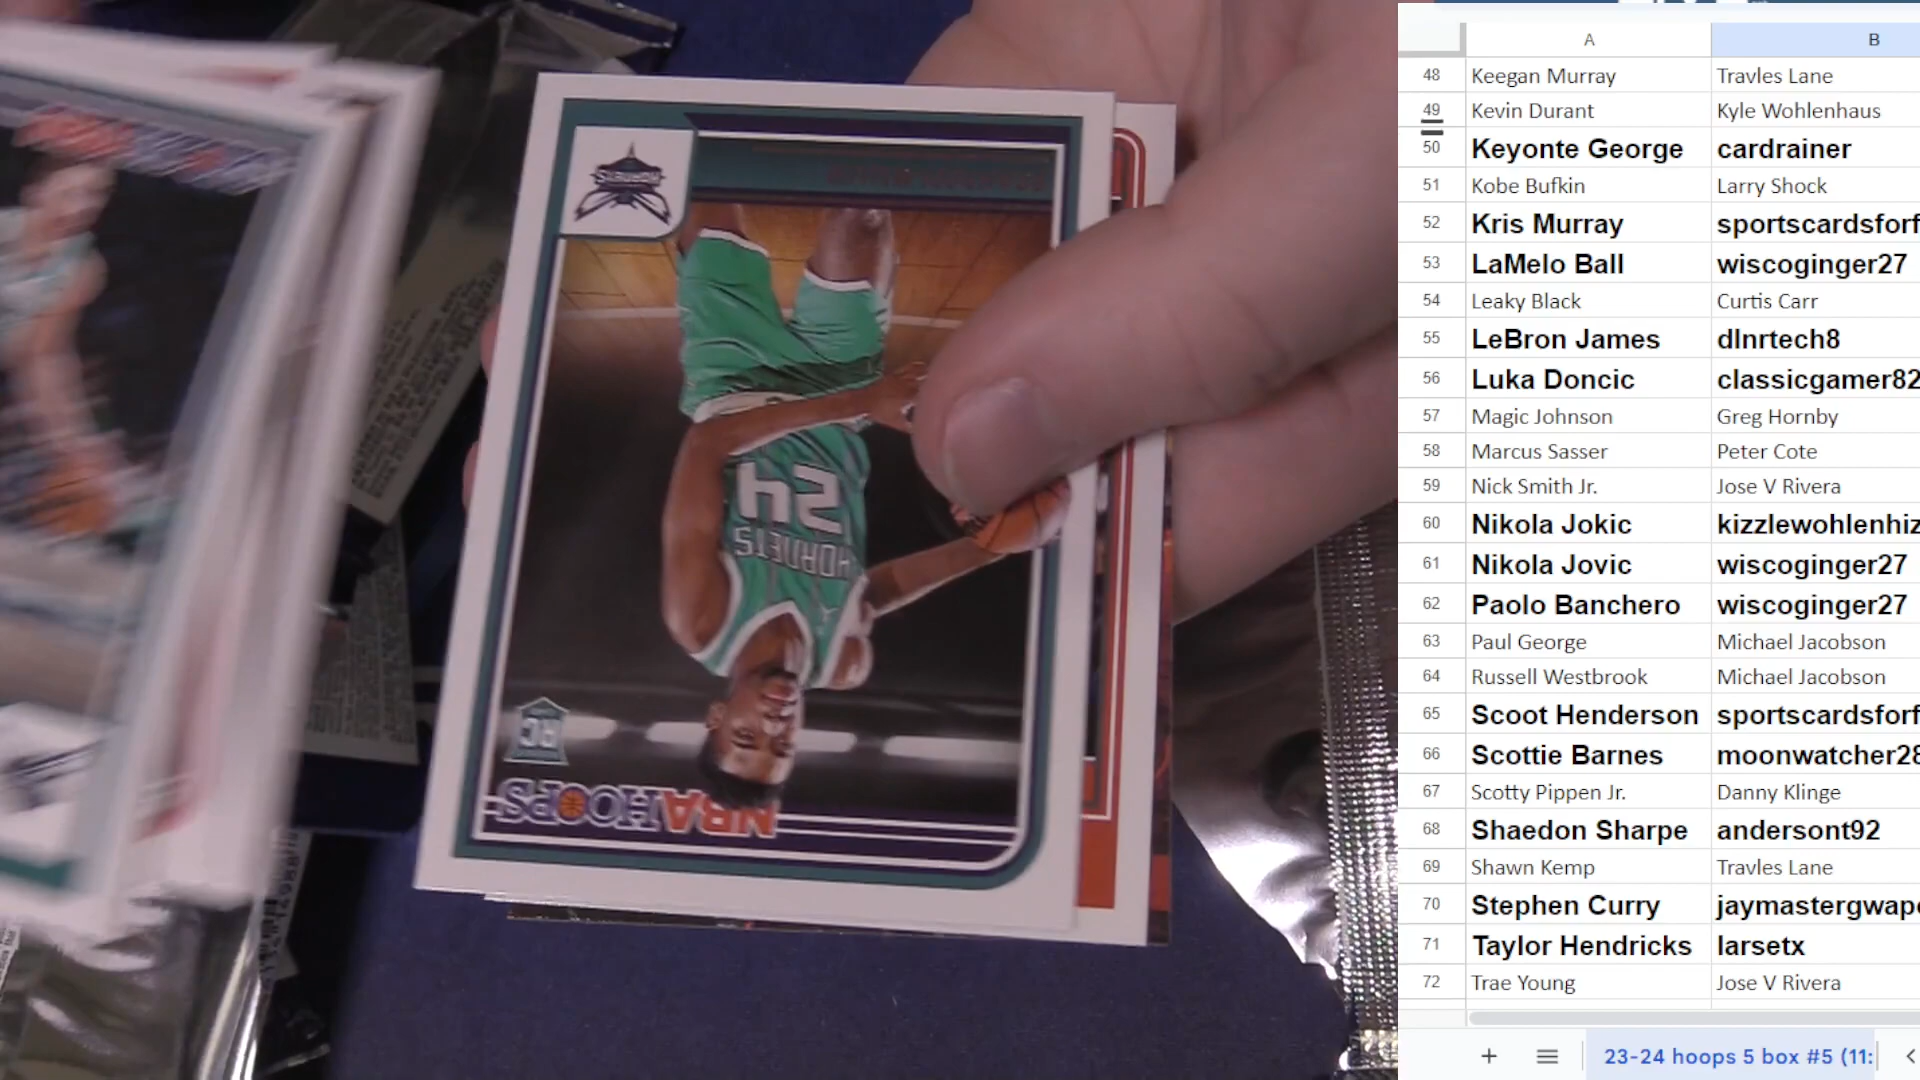 HORNETS
HORNETS
24
RC
NBA HOOPS
A B
48 Keegan Murray Travles Lane
49 Kevin Durant Kyle Wohlenhaus
50 Keyonte George cardrainer
51 Kobe Bufkin Larry Shock
52 Kris Murray sportscardsforf
53 LaMelo Ball wiscoginger27
54 Leaky Black Curtis Carr
55 LeBron James dlnrtech8
56 Luka Doncic classicgamer82
57 Magic Johnson Greg Hornby
58 Marcus Sasser Peter Cote
59 Nick Smith Jr. Jose V Rivera
60 Nikola Jokic kizzlewohlenhiz
61 Nikola Jovic wiscoginger27
62 Paolo Banchero wiscoginger27
63 Paul George Michael Jacobson
64 Russell Westbrook Michael Jacobson
65 Scoot Henderson sportscardsforf
66 Scottie Barnes moonwatcher28
67 Scotty Pippen Jr. Danny Klinge
68 Shaedon Sharpe andersont92
69 Shawn Kemp Travles Lane
70 Stephen Curry jaymastergwap
71 Taylor Hendricks larsetx
72 Trae Young Jose V Rivera
23-24 hoops 5 box #5 (11: